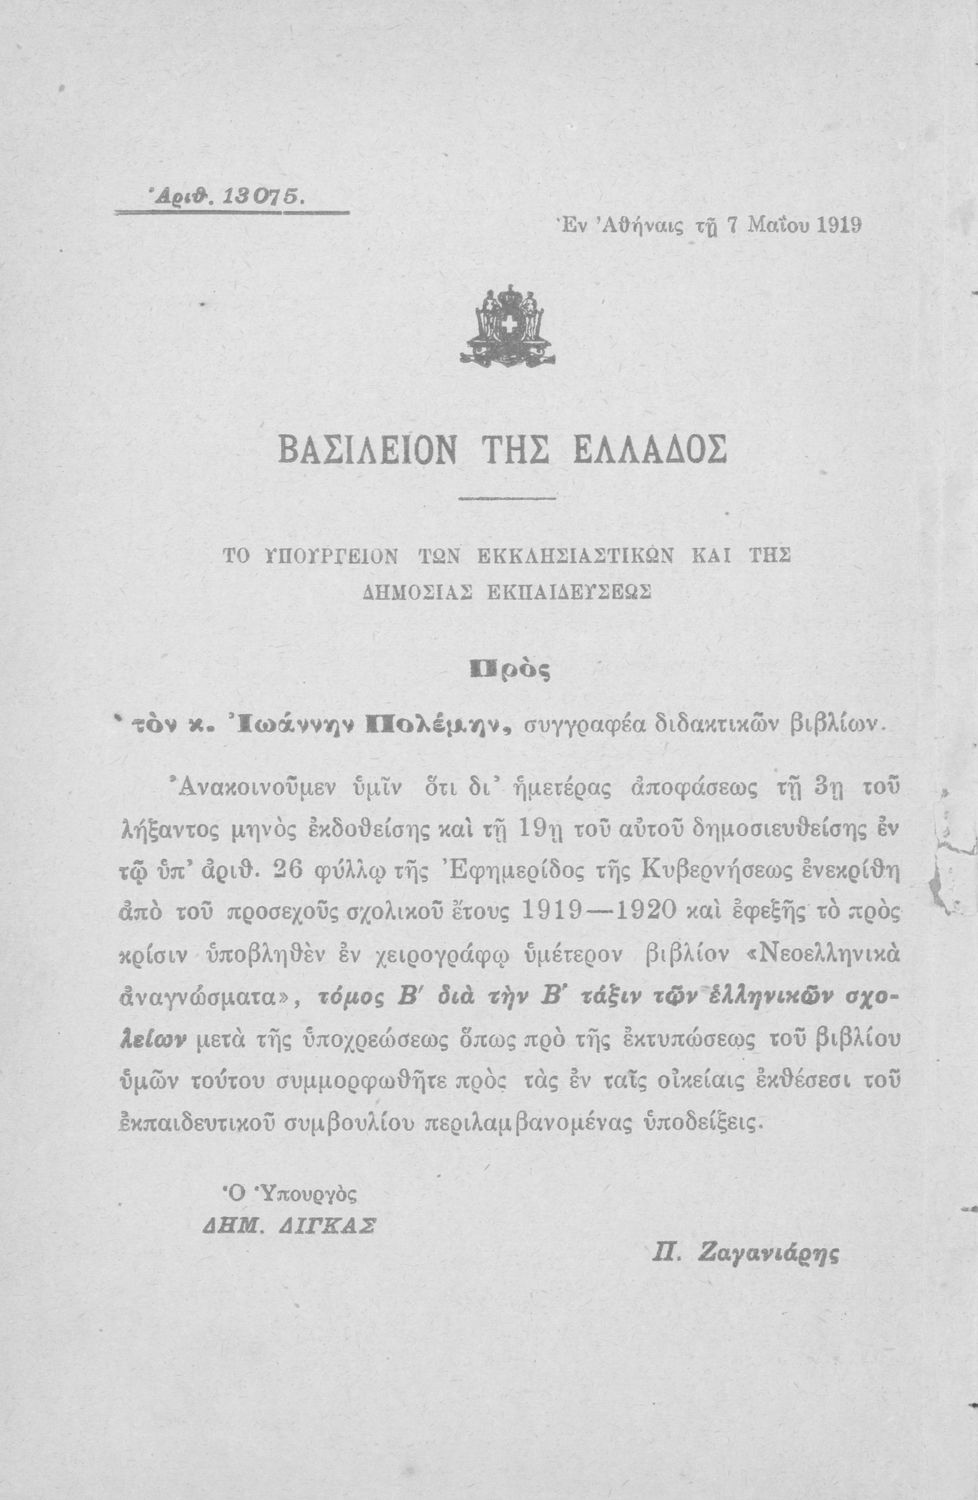 Ἀριθ. 13075.
Ἐν Ἀθήναις τῇ 7 Μαΐου 1919
ΒΑΣΙΛΕΙΟΝ ΤΗΣ ΕΛΛΑΔΟΣ
ΤΟ ΥΠΟΥΡΓΕΙΟΝ ΤΩΝ ΕΚΚΛΗΣΙΑΣΤΙΚΩΝ ΚΑΙ ΤΗΣ
ΔΗΜΟΣΙΑΣ ΕΚΠΑΙΔΕΥΣΕΩΣ
Πρὸς
τὸν κ. Ἰωάννην Πολέμην, συγγραφέα διδακτικῶν βιβλίων.
Ἀνακοινοῦμεν ὑμῖν ὅτι δι' ἡμετέρας ἀποφάσεως τῇ 3ῃ τοῦ
λήξαντος μηνὸς ἐκδοθείσης καὶ τῇ 19ῃ τοῦ αὐτοῦ δημοσιευθείσης ἐν
τῷ ὑπ' ἀριθ. 26 φύλλῳ τῆς Ἐφημερίδος τῆς Κυβερνήσεως ἐνεκρίθη
ἀπὸ τοῦ προσεχοῦς σχολικοῦ ἔτους 1919—1920 καὶ ἐφεξῆς τὸ πρὸς
κρίσιν ὑποβληθὲν ἐν χειρογράφῳ ὑμέτερον βιβλίον «Νεοελληνικὰ
ἀναγνώσματα», τόμος Β' διὰ τὴν Β' τάξιν τῶν ἑλληνικῶν σχο-
λείων μετὰ τῆς ὑποχρεώσεως ὅπως πρὸ τῆς ἐκτυπώσεως τοῦ βιβλίου
ὑμῶν τούτου συμμορφωθῆτε πρὸς τὰς ἐν ταῖς οἰκείαις ἐκθέσεσι τοῦ
ἐκπαιδευτικοῦ συμβουλίου περιλαμβανομένας ὑποδείξεις.
Ὁ Ὑπουργὸς
ΔΗΜ. ΔΙΓΚΑΣ
Π. Ζαγανιάρης